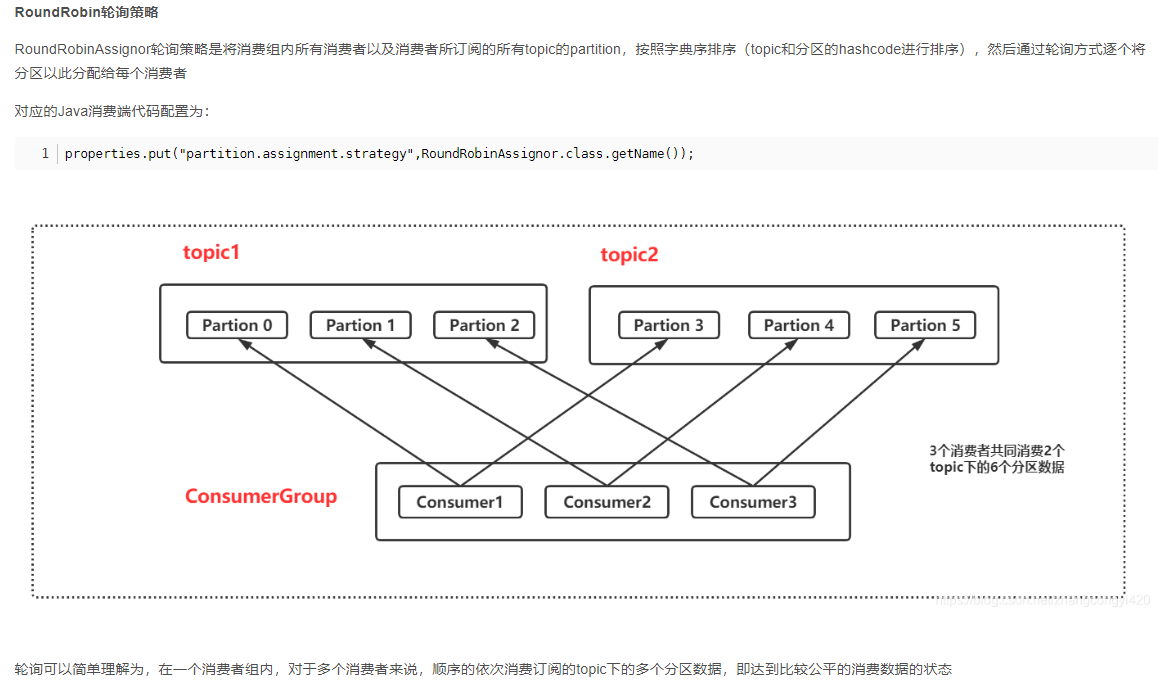 RoundRobin轮询策略
RoundRobinAssignor轮询策略是将消费组内所有消费者以及消费者所订阅的所有topic的partition，按照字典序排序（topic和分区的hashcode进行排序），然后通过轮询方式逐个将
分区以此分配给每个消费者
对应的Java消费端代码配置为：
1 properties.put("partition.assignment.strategy",RoundRobinAssignor.class.getName());
topic1
topic2
Partion 0
Partion 1
Partion 2
Partion 3
Partion 4
Partion 5
3个消费者共同消费2个
topic下的6个分区数据
ConsumerGroup
Consumer1
Consumer2
Consumer3
轮询可以简单理解为，在一个消费者组内，对于多个消费者来说，顺序的依次消费订阅的topic下的多个分区数据，即达到比较公平的消费数据的状态